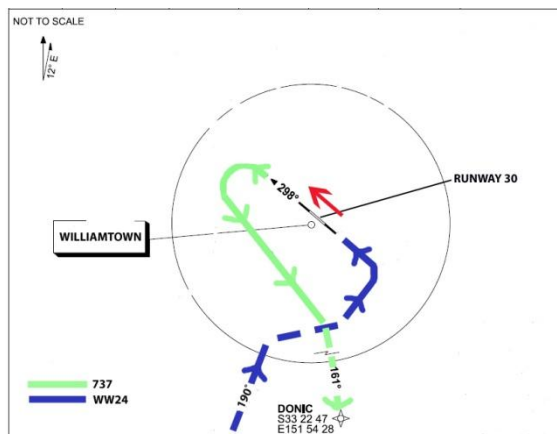 NOT TO SCALE
12° E
298°
RUNWAY 30
WILLIAMTOWN
190°
161°
737
WW24
DONIC
S33 22 47
E151 54 28